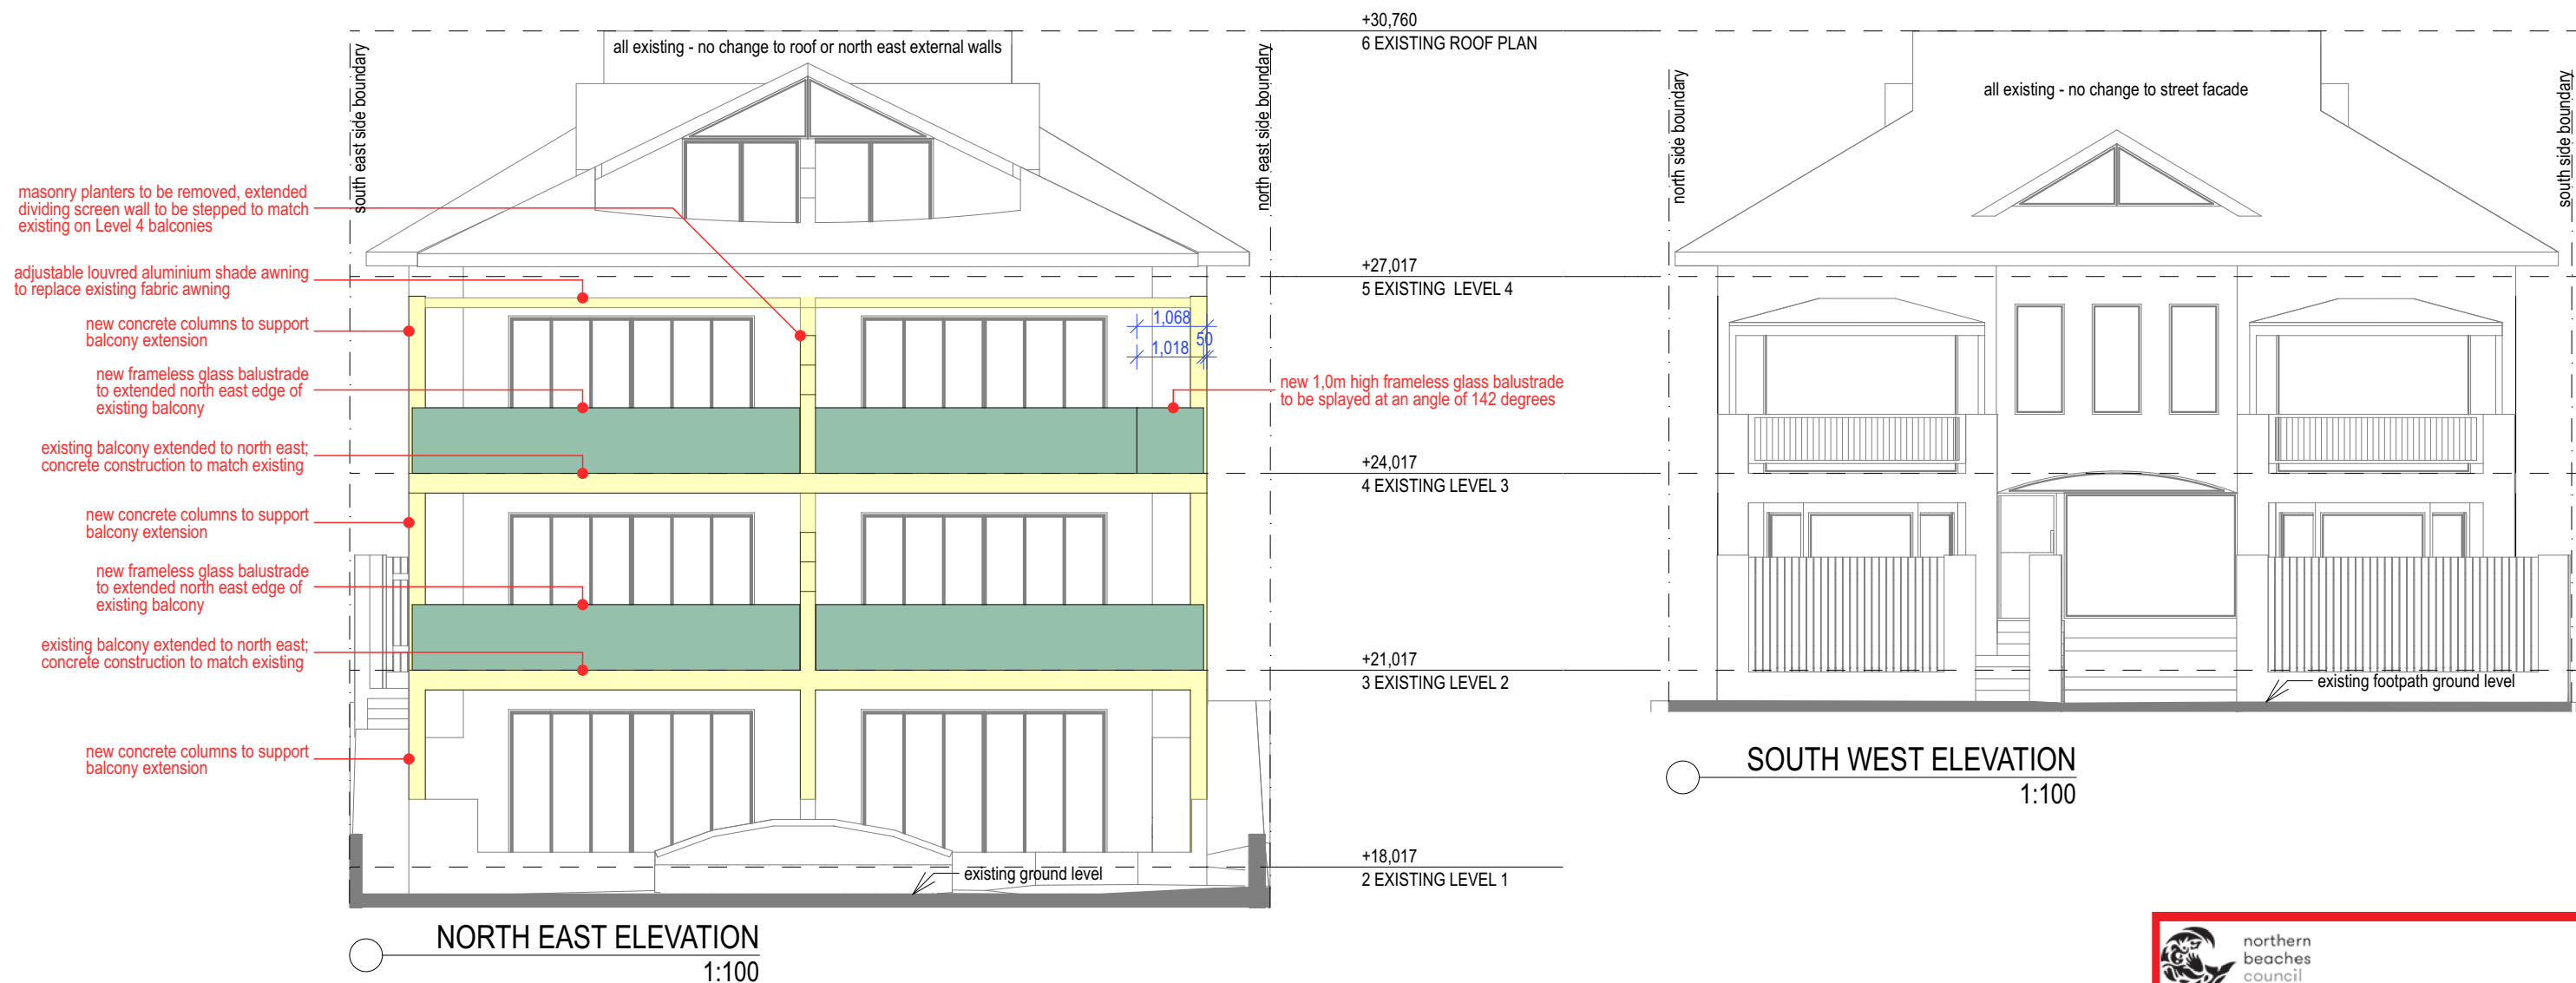 all existing - no change to roof or north east external walls
south east side boundary
north east side boundary
masonry planters to be removed, extended
dividing screen wall to be stepped to match
existing on Level 4 balconies
adjustable louvred aluminium shade awning
to replace existing fabric awning
new concrete columns to support
balcony extension
new frameless glass balustrade
to extended north east edge of
existing balcony
existing balcony extended to north east;
concrete construction to match existing
new concrete columns to support
balcony extension
new frameless glass balustrade
to extended north east edge of
existing balcony
existing balcony extended to north east;
concrete construction to match existing
new concrete columns to support
balcony extension
1,068
50
1,018
new 1,0m high frameless glass balustrade
to be splayed at an angle of 142 degrees
existing ground level
NORTH EAST ELEVATION
1:100
+30,760
6 EXISTING ROOF PLAN
+27,017
5 EXISTING LEVEL 4
+24,017
4 EXISTING LEVEL 3
+21,017
3 EXISTING LEVEL 2
+18,017
2 EXISTING LEVEL 1
north side boundary
all existing - no change to street facade
south side boundary
existing footpath ground level
SOUTH WEST ELEVATION
1:100
northern
beaches
council